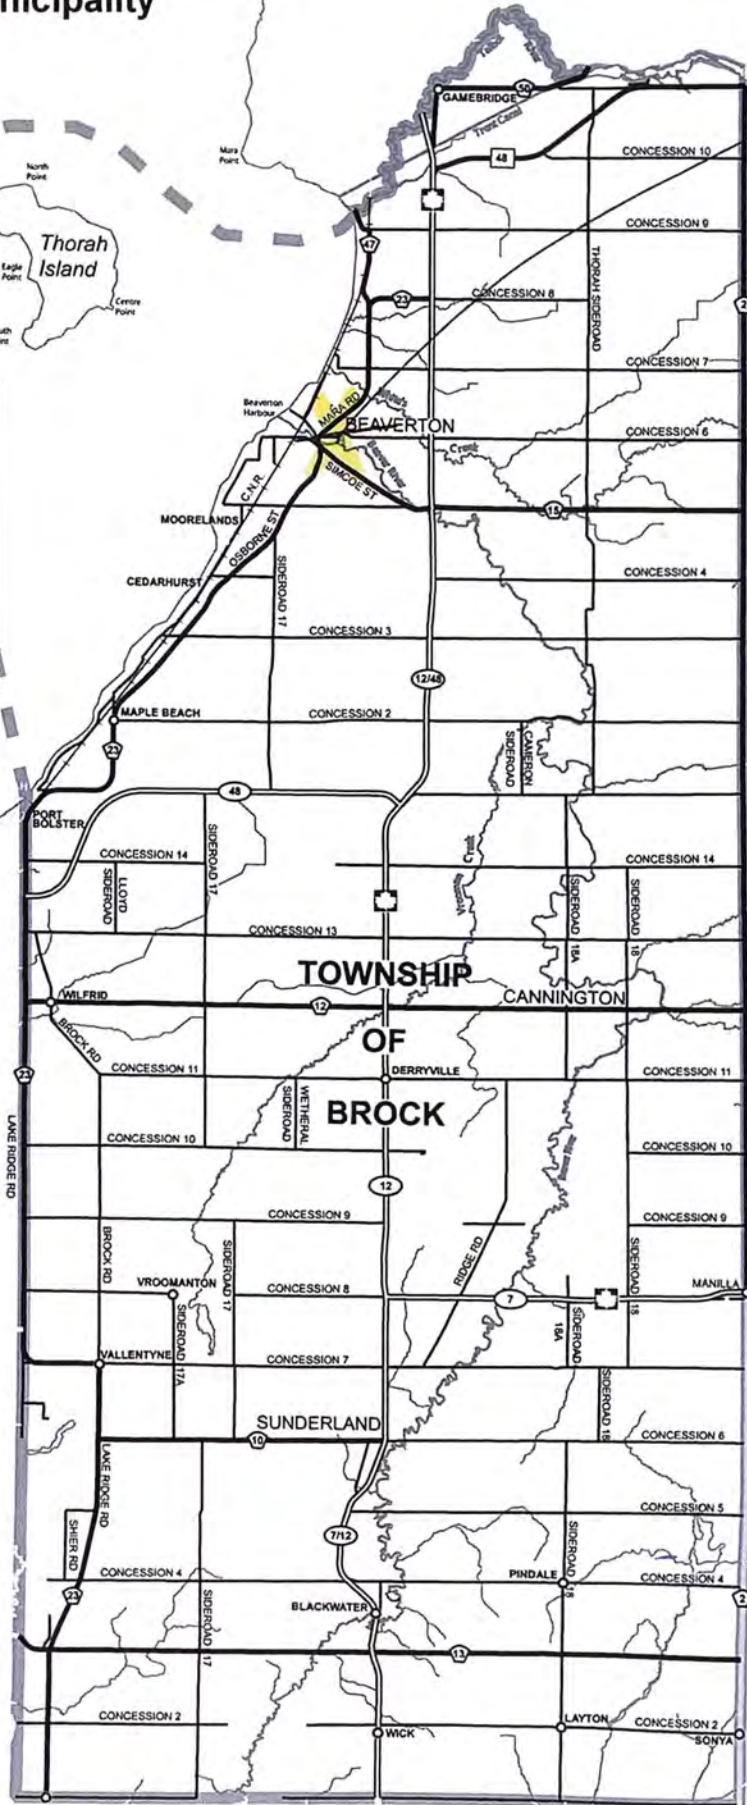 nicipality
GAMEBRIDGE
50
Talbot
River
Trent Canal
Mara
Point
48
CONCESSION 10
North
Point
Thorah
Island
Eagle
Point
Centre
Point
47
CONCESSION 9
THORAH SIDEROAD
23
CONCESSION 8
2
CONCESSION 7
Beaverton
Harbour
MARA RD
BEAVERTON
CONCESSION 6
Beaver River
Creek
SIMCOE ST
C.N.R.
15
MOORELANDS
OSBORNE ST
CEDARHURST
SIDEROAD 17
CONCESSION 4
CONCESSION 3
12/48
MAPLE BEACH
CONCESSION 2
23
CAMERON
SIDEROAD
48
PORT
BOLSTER
SIDEROAD 17
CONCESSION 14
CONCESSION 14
LLOYD
SIDEROAD
Creek
SIDEROAD 18A
SIDEROAD 18
CONCESSION 13
TOWNSHIP
WILFRID
12
CANNINGTON
BROCK RD
OF
CONCESSION 11
DERRYVILLE
CONCESSION 11
23
WETHERAL
SIDEROAD
BROCK
LAKE RIDGE RD
CONCESSION 10
CONCESSION 10
12
CONCESSION 9
CONCESSION 9
BROCK RD
SIDEROAD 17
RIDGE RD
SIDEROAD 18
VROOMANTON
CONCESSION 8
7
MANILLA
SIDEROAD 17A
SIDEROAD
18A
VALLENTYNE
CONCESSION 7
SIDEROAD 18
SUNDERLAND
10
CONCESSION 6
LAKE RIDGE RD
CONCESSION 5
SHIER RD
7/12
SIDEROAD 18
CONCESSION 4
PINDALE
CONCESSION 4
23
SIDEROAD 17
BLACKWATER
2
13
CONCESSION 2
WICK
LAYTON
CONCESSION 2
SONYA